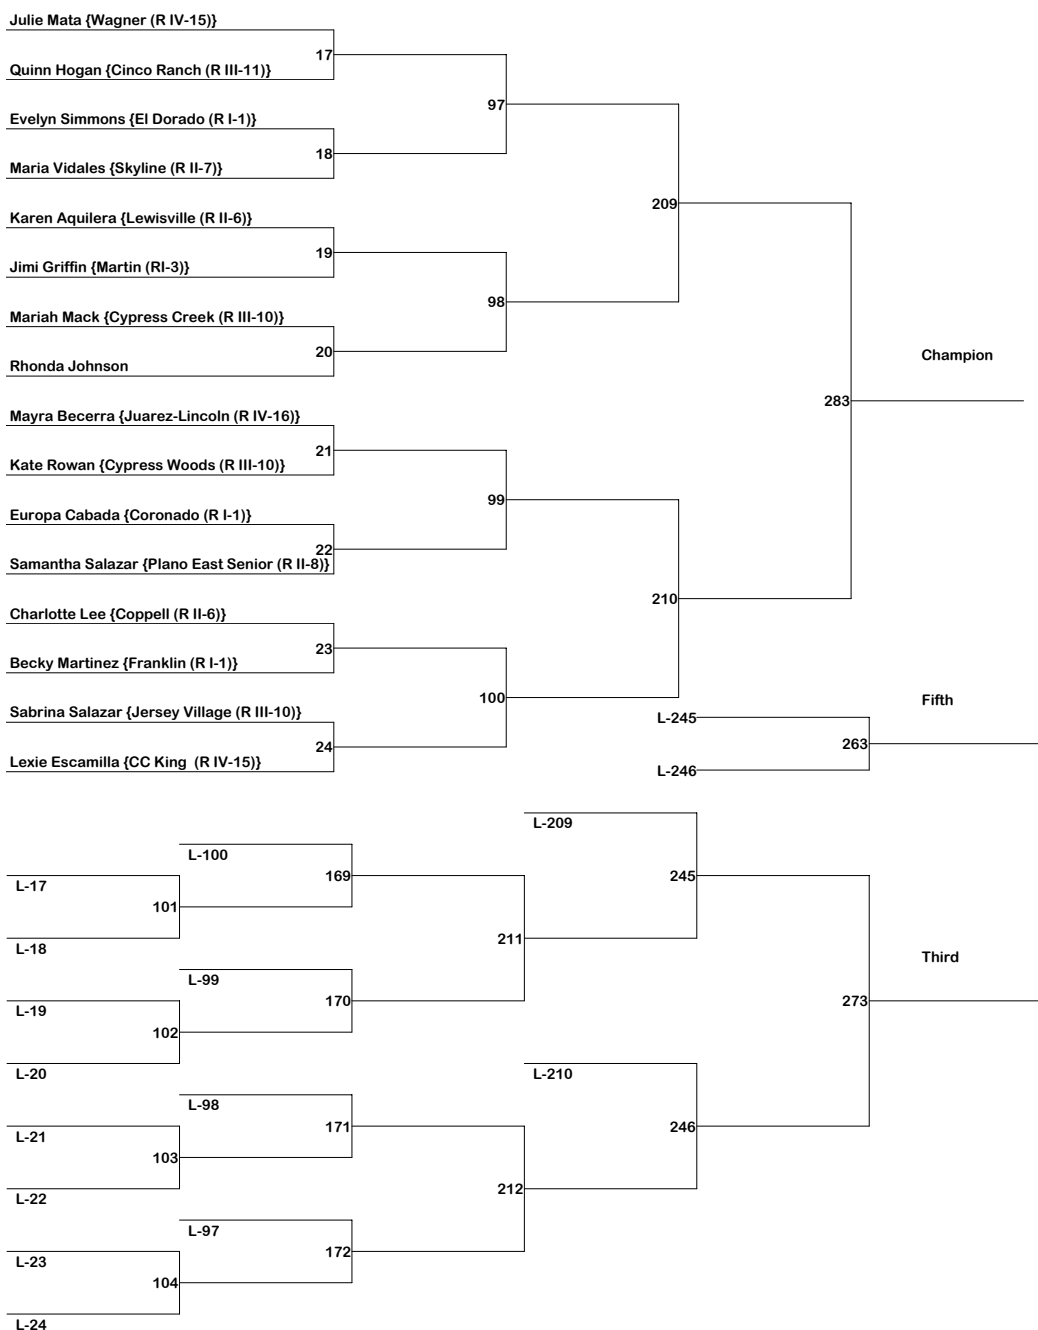 Julie Mata {Wagner (R IV-15)}
17
Quinn Hogan {Cinco Ranch (R III-11)}
97
Evelyn Simmons {El Dorado (R I-1)}
18
Maria Vidales {Skyline (R II-7)}
209
Karen Aquilera {Lewisville (R II-6)}
19
Jimi Griffin {Martin (RI-3)}
98
Mariah Mack {Cypress Creek (R III-10)}
20
Rhonda Johnson
Champion
283
Mayra Becerra {Juarez-Lincoln (R IV-16)}
21
Kate Rowan {Cypress Woods (R III-10)}
99
Europa Cabada {Coronado (R I-1)}
22
Samantha Salazar {Plano East Senior (R II-8)}
210
Charlotte Lee {Coppell (R II-6)}
23
Becky Martinez {Franklin (R I-1)}
100
Sabrina Salazar {Jersey Village (R III-10)}
24
Lexie Escamilla {CC King  (R IV-15)}
Fifth
L-245
263
L-246
L-209
L-100
169
245
L-17
101
L-18
211
Third
L-99
170
273
L-19
102
L-20
L-210
L-98
171
246
L-21
103
L-22
212
L-97
172
L-23
104
L-24